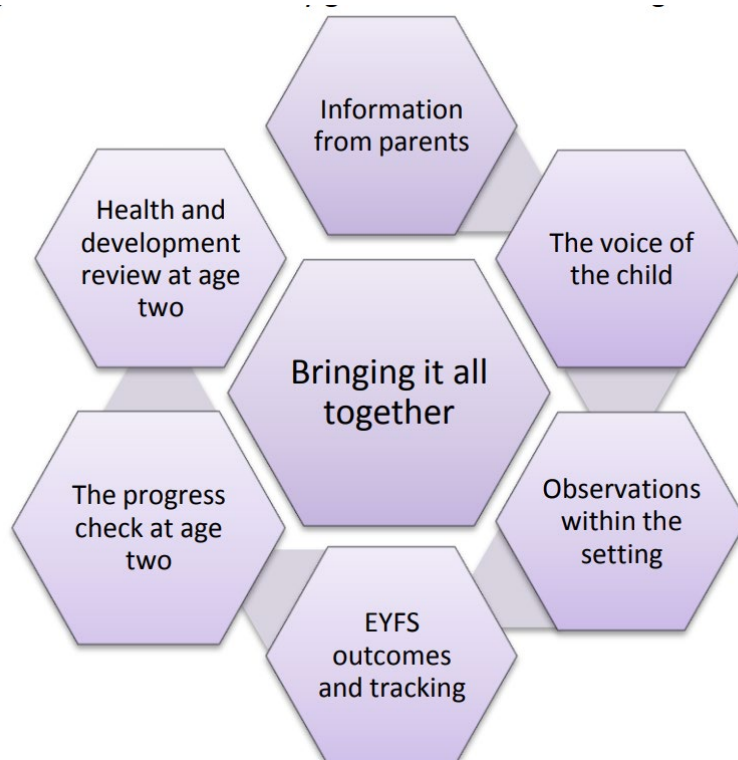 Information
from parents
The voice of
the child
Observations
within the
setting
EYFS
outcomes
and tracking
The progress
check at age
two
Health and
development
review at age
two
Bringing it all
together